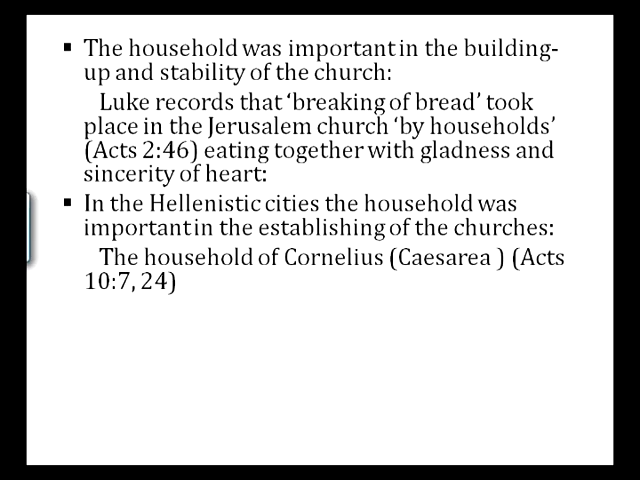 ▪ The household was important in the building-
up and stability of the church:
Luke records that ‘breaking of bread’ took
place in the Jerusalem church ‘by households’
(Acts 2:46) eating together with gladness and
sincerity of heart:
▪ In the Hellenistic cities the household was
important in the establishing of the churches:
The household of Cornelius (Caesarea ) (Acts
10:7, 24)